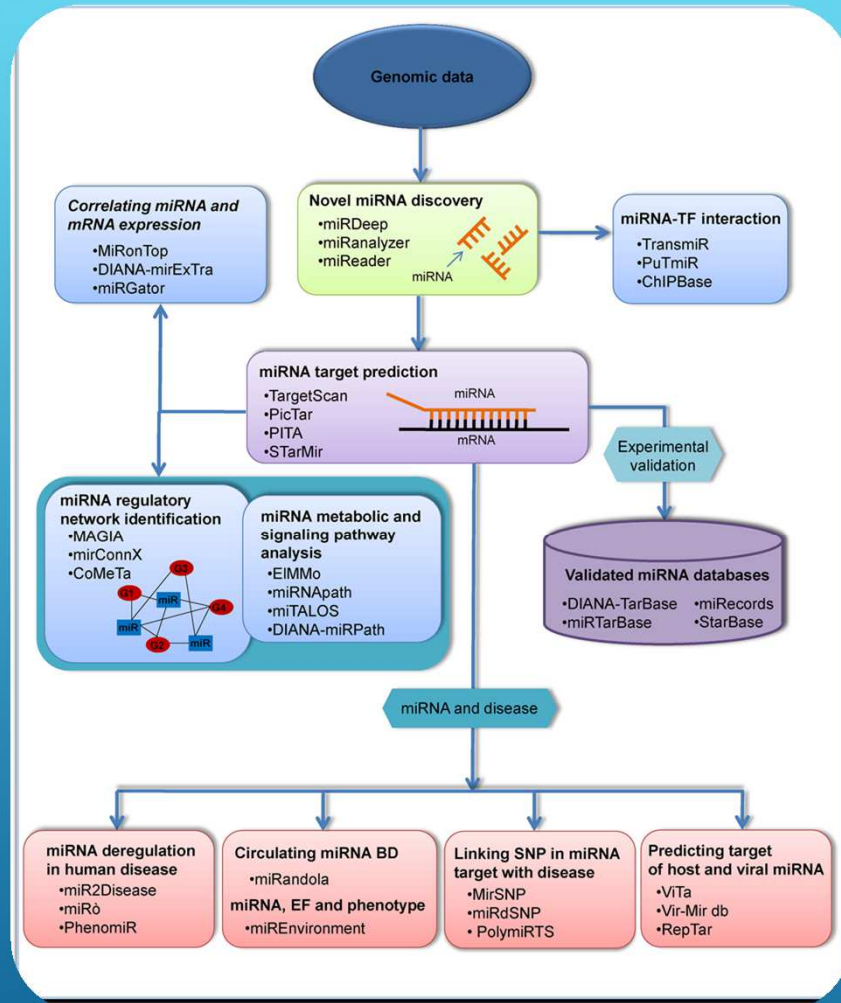 Genomic data
Correlating miRNA and
mRNA expression
•MiRonTop
•DIANA-mirExTra
•miRGator
Novel miRNA discovery
•miRDeep
•miRanalyzer
•miReader
miRNA
miRNA-TF interaction
•TransmiR
•PuTmiR
•ChIPBase
miRNA target prediction
•TargetScan
•PicTar
•PITA
•STarMir
miRNA
mRNA
Experimental
validation
miRNA regulatory
network identification
•MAGIA
•mirConnX
•CoMeTa
G3
G1
miR
G4
miR
G2
miR
miRNA metabolic and
signaling pathway
analysis
•EIMMo
•miRNApath
•miTALOS
•DIANA-miRPath
Validated miRNA databases
•DIANA-TarBase •miRecords
•miRTarBase •StarBase
miRNA and disease
miRNA deregulation
in human disease
•miR2Disease
•miRò
•PhenomiR
Circulating miRNA BD
•miRandola
miRNA, EF and phenotype
•miREnvironment
Linking SNP in miRNA
target with disease
•MirSNP
•miRdSNP
•PolymiRTS
Predicting target
of host and viral miRNA
•ViTa
•Vir-Mir db
•RepTar